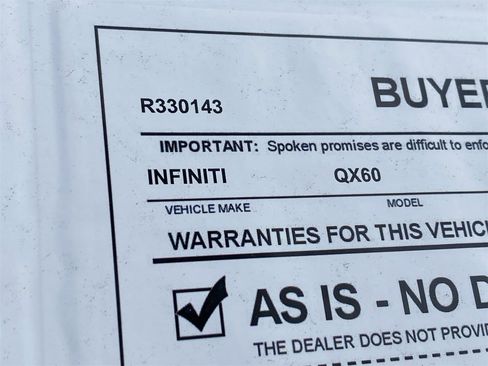 R330143 BUYE
IMPORTANT: Spoken promises are difficult to enfo
INFINITI QX60
VEHICLE MAKE MODEL
WARRANTIES FOR THIS VEHIC
AS IS - NO D
THE DEALER DOES NOT PROVID